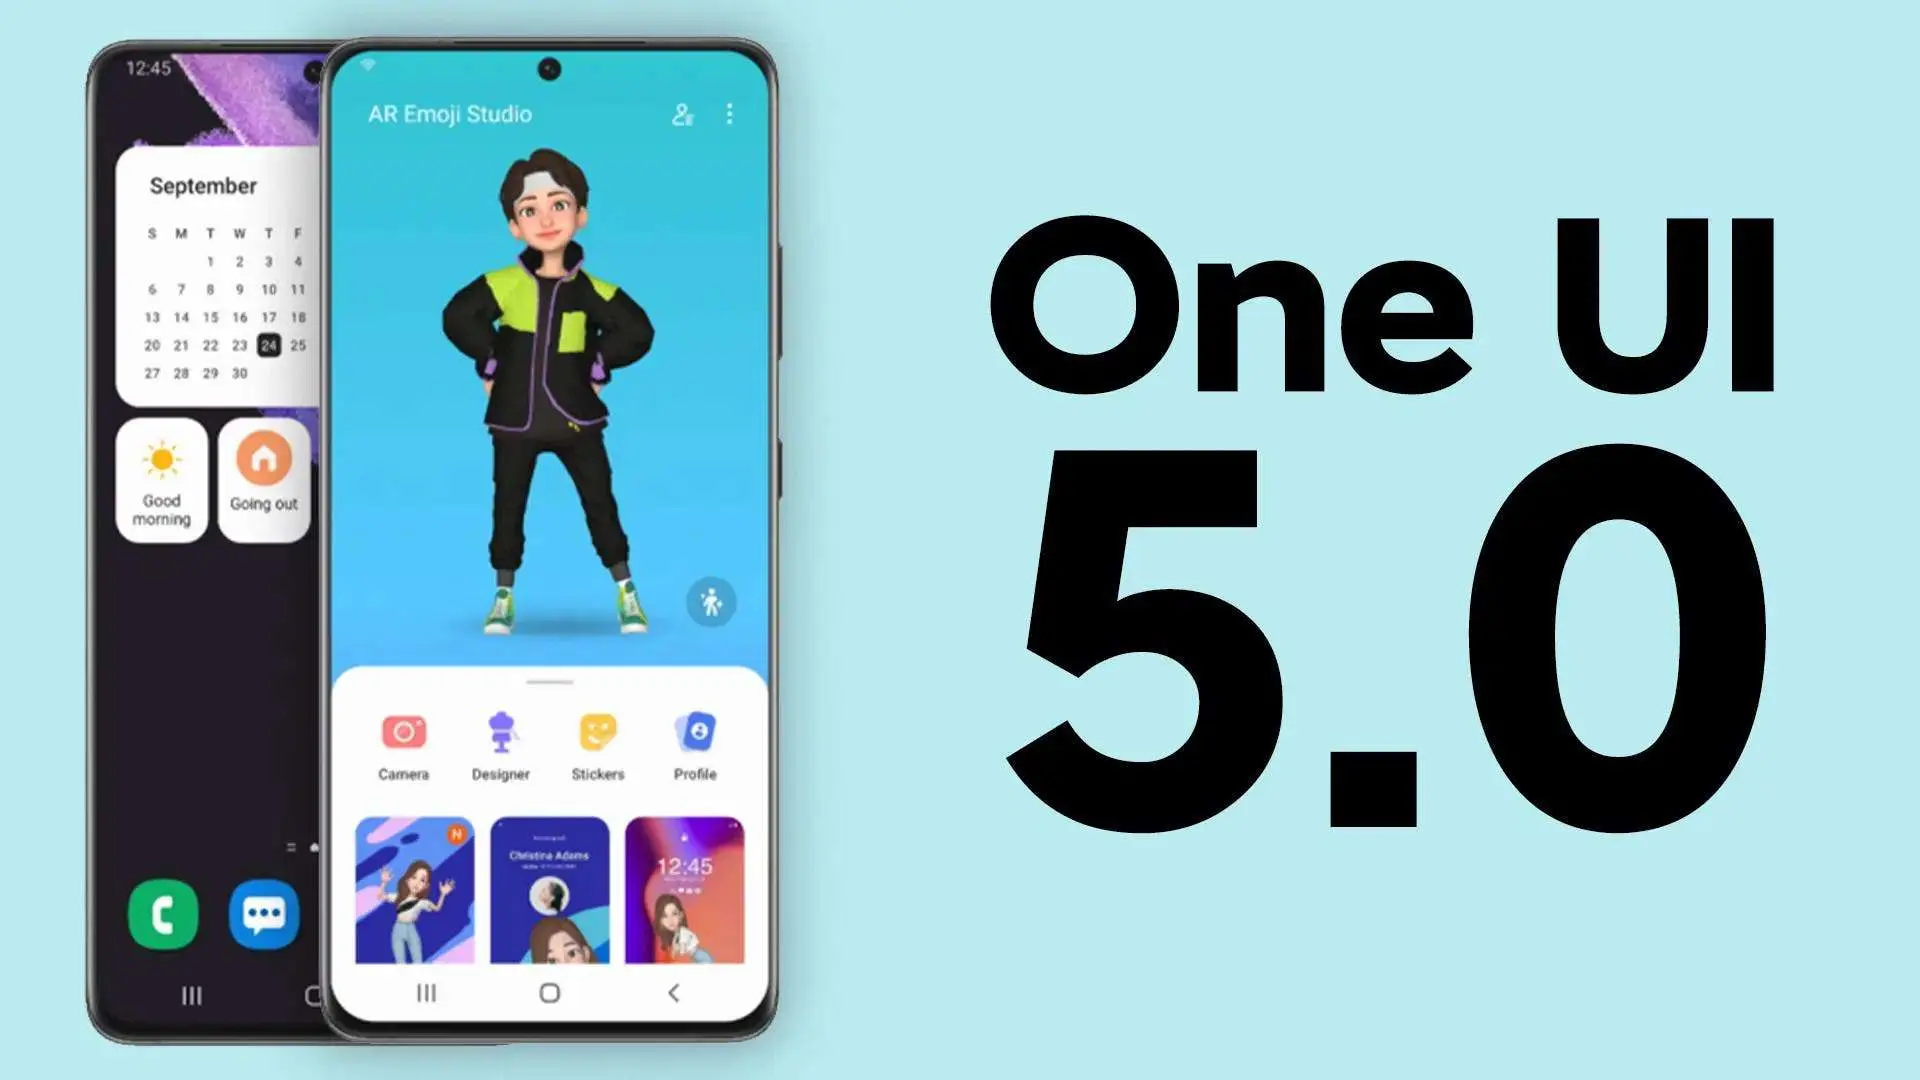 12:45
September
S M T W T F
1 2 3 4
6 7 8 9 10 11
13 14 15 16 17 18
20 21 22 23 24 25
27 28 29 30
Good
morning
Going out
AR Emoji Studio
Camera
Designer
Stickers
Profile
N
Christina Adams
12:45
One UI
5.0